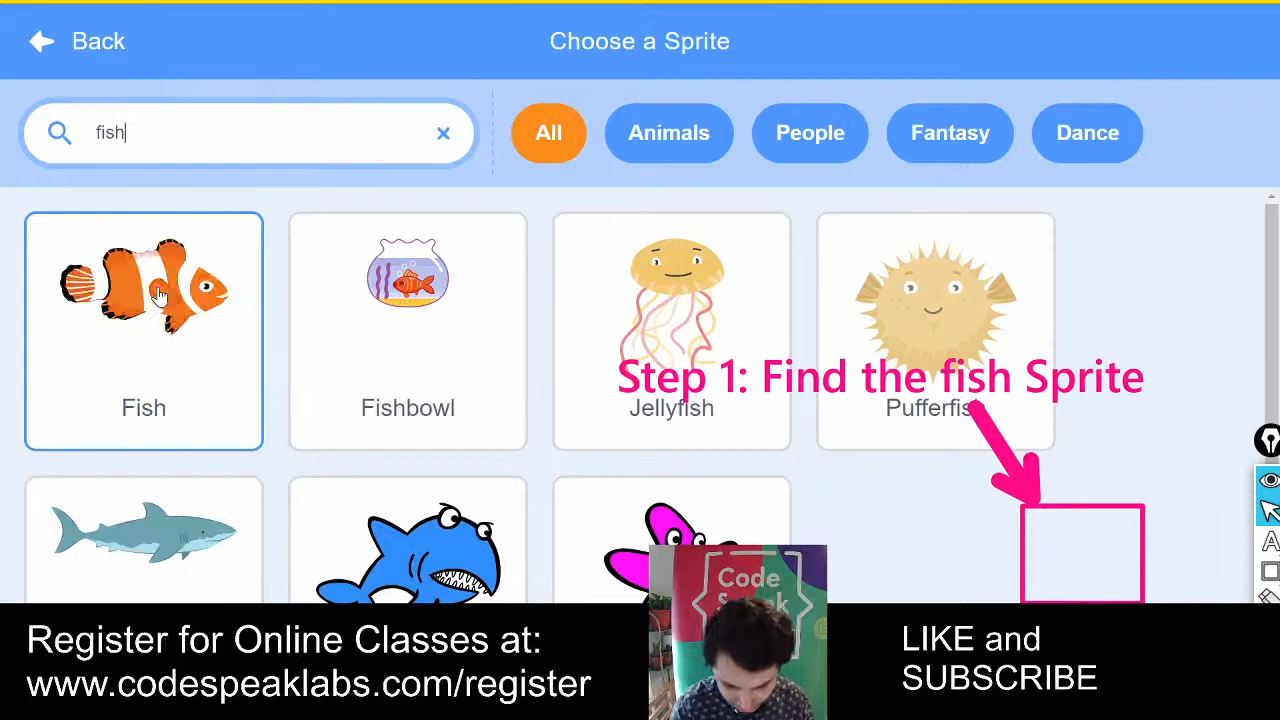 Back
Choose a Sprite
fish
All
Animals
People
Fantasy
Dance
Step 1: Find the fish Sprite
Fish
Fishbowl
Jellyfish
Code
Register for Online Classes at:
www.codespeaklabs.com/register
LIKE and
SUBSCRIBE